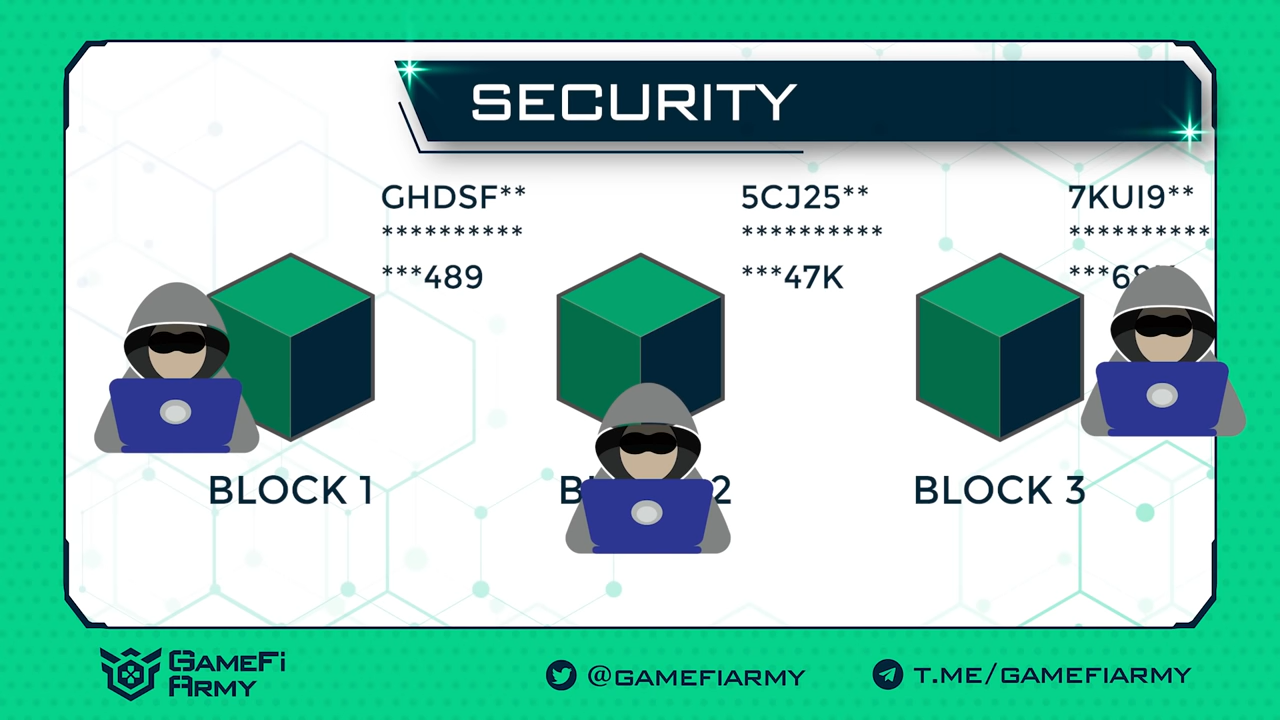 SECURITY
GHDSF**
**********
***489
5CJ25**
**********
***47K
7KUI9**
**********
BLOCK 1
BLOCK 3
GAMEFI
ARMY
@GAMEFIARMY
T.ME/GAMEFIARMY